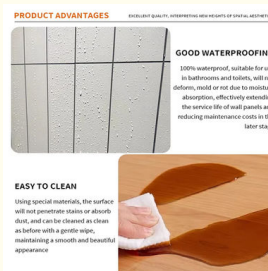 PRODUCT ADVANTAGES
EXCELLENT QUALITY, INTERPRETING NEW HEIGHTS OF SPATIAL AESTHET
GOOD WATERPROOFIN
100% waterproof, suitable for u
in bathrooms and toilets, will n
deform, mold or rot due to moistu
absorption, effectively extendi
the service life of wall panels a
reducing maintenance costs in th
later sta
EASY TO CLEAN
Using special materials, the surface
will not penetrate stains or absorb
dust, and can be cleaned as clean
as before with a gentle wipe,
maintaining a smooth and beautiful
appearance